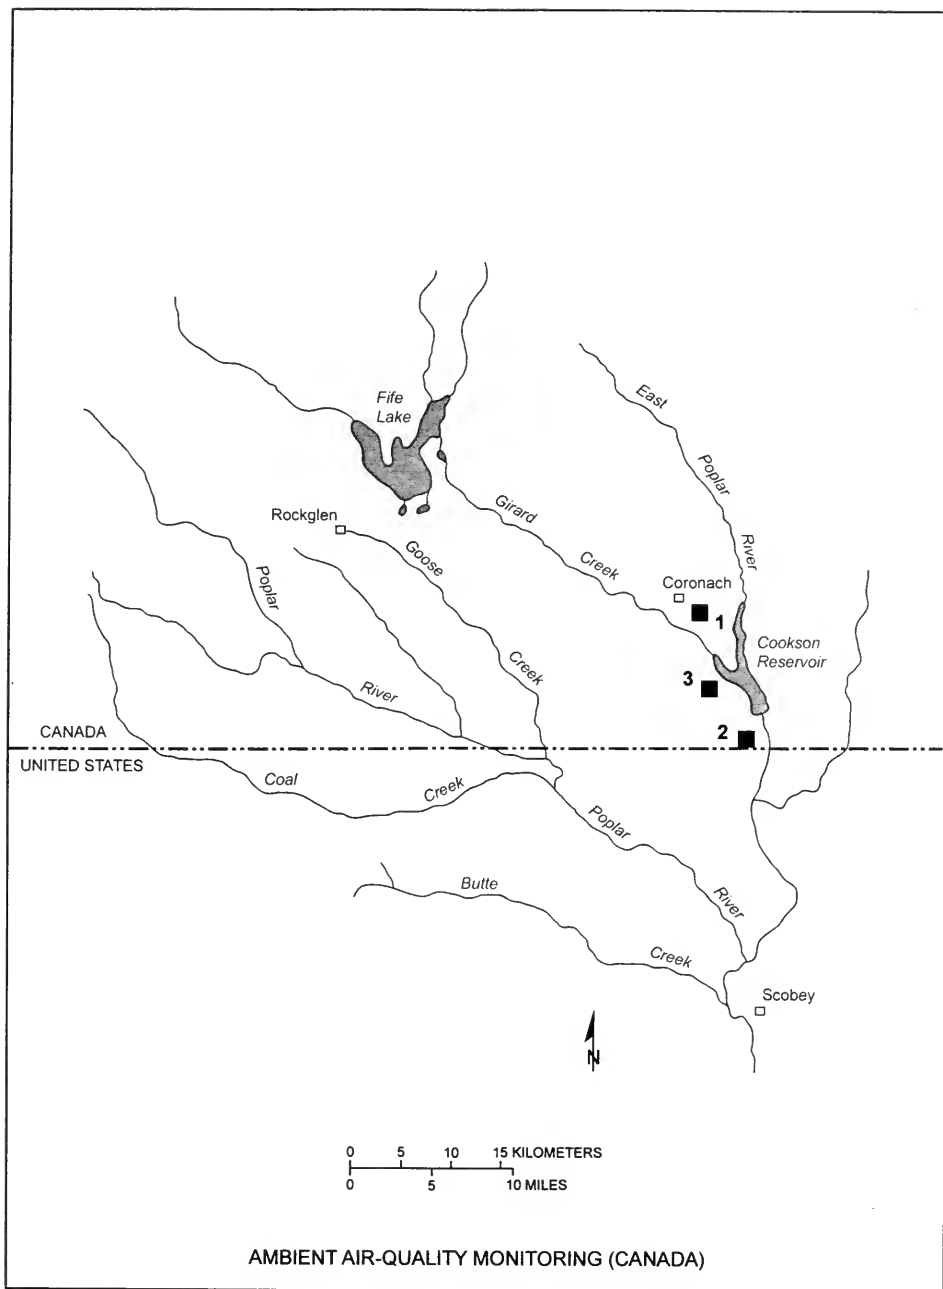 Fife
Lake
East
Poplar
River
Girard
Creek
Rockglen
Goose
Creek
Coronach
1
Cookson
Reservoir
3
2
Poplar
River
CANADA
UNITED STATES
Coal
Creek
Poplar
River
Butte
Creek
Scobey
N
0 5 10 15 KILOMETERS
0 5 10 MILES
AMBIENT AIR-QUALITY MONITORING (CANADA)